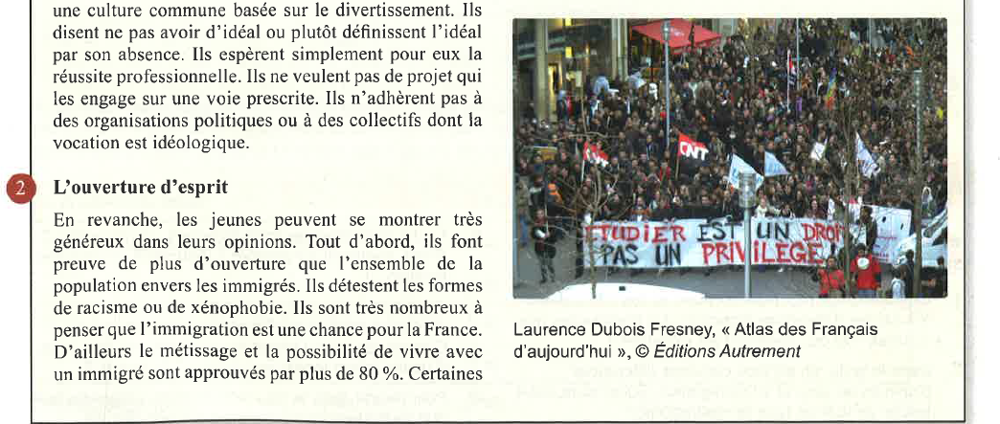 une culture commune basée sur le divertissement. Ils
disent ne pas avoir d'idéal ou plutôt définissent l'idéal
par son absence. Ils espèrent simplement pour eux la
réussite professionnelle. Ils ne veulent pas de projet qui
les engage sur une voie prescrite. Ils n'adhèrent pas à
des organisations politiques ou à des collectifs dont la
vocation est idéologique.
2 L'ouverture d'esprit
En revanche, les jeunes peuvent se montrer très
généreux dans leurs opinions. Tout d'abord, ils font
preuve de plus d'ouverture que l'ensemble de la
population envers les immigrés. Ils détestent les formes
de racisme ou de xénophobie. Ils sont très nombreux à
penser que l'immigration est une chance pour la France.
D'ailleurs le métissage et la possibilité de vivre avec
un immigré sont approuvés par plus de 80 %. Certaines
CNT
ETUDIER EST UN DROI
PAS UN PRIVILEGE !
Laurence Dubois Fresney, « Atlas des Français
d'aujourd'hui », © Éditions Autrement